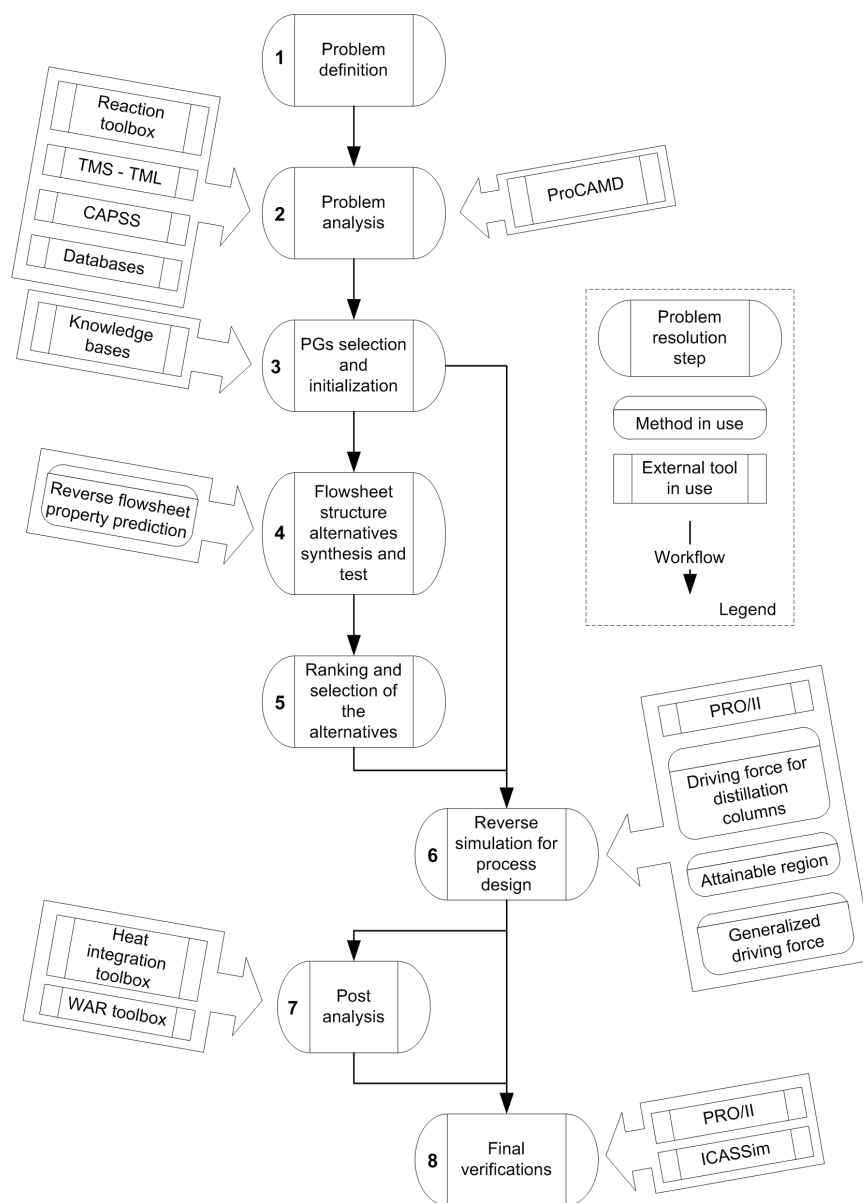 1
Problem
definition
Reaction
toolbox
TMS - TML
CAPSS
Databases
2
Problem
analysis
ProCAMD
Knowledge
bases
3
PGs selection
and
initialization
Reverse flowsheet
property prediction
4
Flowsheet
structure
alternatives
synthesis and
test
5
Ranking and
selection of
the
alternatives
Problem
resolution
step
Method in use
External tool
in use
Workflow
Legend
6
Reverse
simulation for
process
design
PRO/II
Driving force for
distillation
columns
Attainable region
Generalized
driving force
Heat
integration
toolbox
WAR toolbox
7
Post
analysis
8
Final
verifications
PRO/II
ICASSim